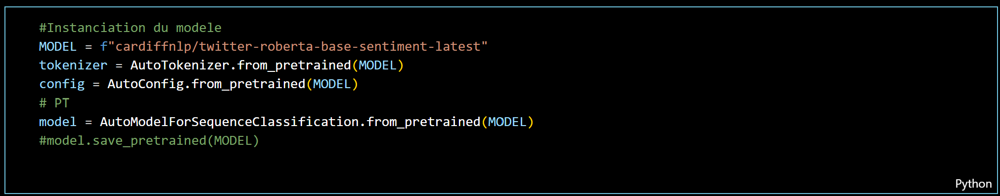 #Instanciation du modele
MODEL = f"cardiffnlp/twitter-roberta-base-sentiment-latest"
tokenizer = AutoTokenizer.from_pretrained(MODEL)
config = AutoConfig.from_pretrained(MODEL)
# PT
model = AutoModelForSequenceClassification.from_pretrained(MODEL)
#model.save_pretrained(MODEL)
Python